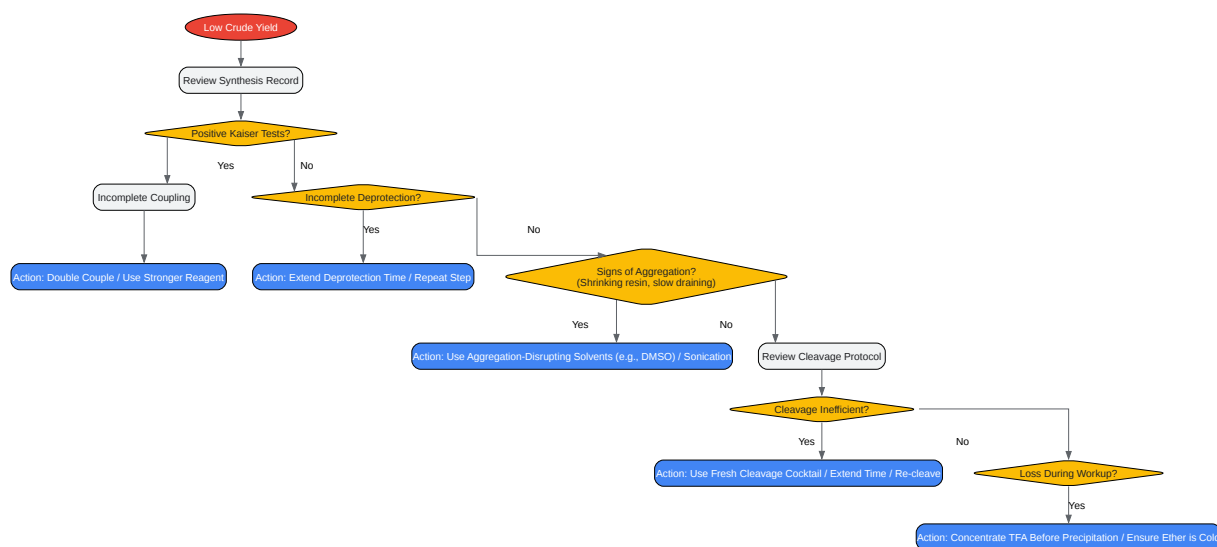 Low Crude Yield
Review Synthesis Record
Positive Kaiser Tests?
Yes
No
Incomplete Coupling
Incomplete Deprotection?
Yes
No
Action: Double Couple / Use Stronger Reagent
Action: Extend Deprotection Time / Repeat Step
Signs of Aggregation?
(Shrinking resin, slow draining)
Yes
No
Action: Use Aggregation-Disrupting Solvents (e.g., DMSO) / Sonication
Review Cleavage Protocol
Cleavage Inefficient?
Yes
No
Action: Use Fresh Cleavage Cocktail / Extend Time / Re-cleave
Loss During Workup?
Yes
Action: Concentrate TFA Before Precipitation / Ensure Ether is Cold